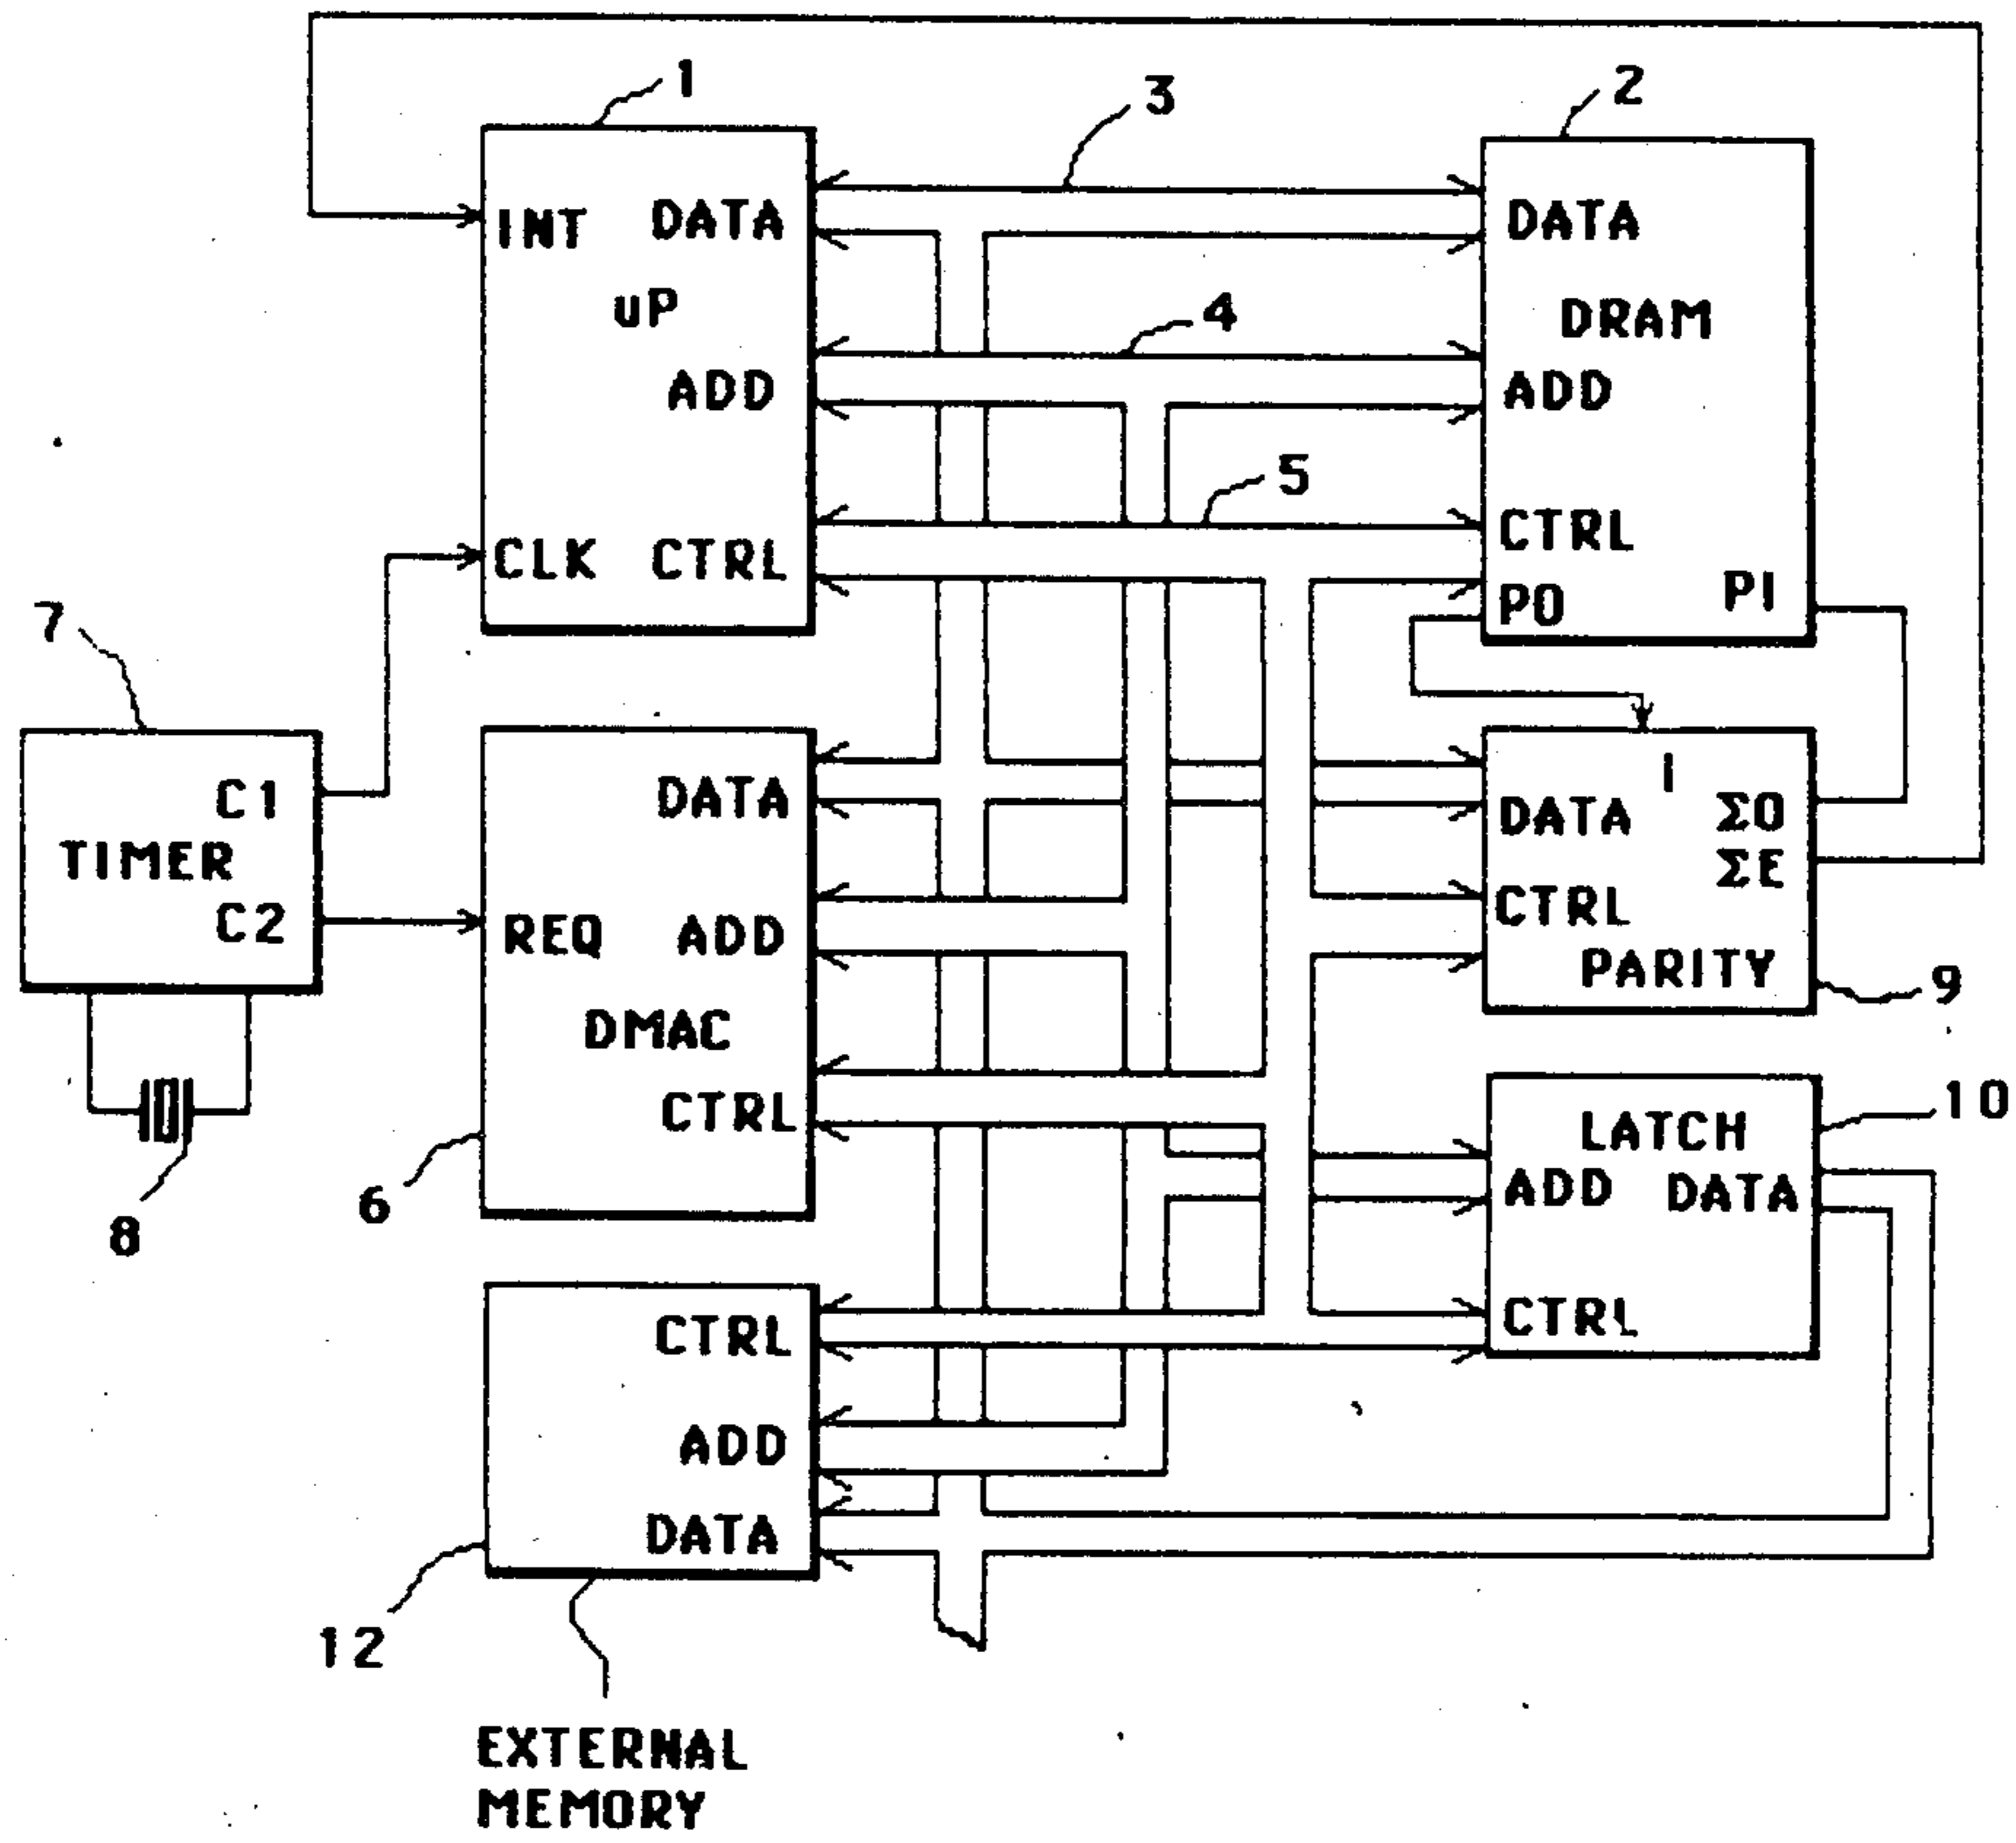 1
3
2
INT DATA
uP
ADD
CLK CTRL
DATA
DRAM
ADD
CTRL
PO PI
4
5
7
C1
TIMER
C2
8
DATA
REQ ADD
DMAC
CTRL
6
I
DATA ΣO
ΣE
CTRL
PARITY
9
LATCH
ADD DATA
CTRL
10
CTRL
ADD
DATA
12
EXTERNAL
MEMORY